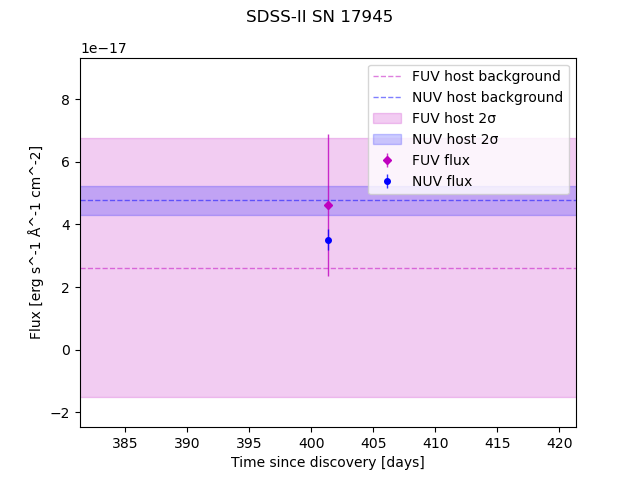 SDSS-II SN 17945
1e−17
FUV host background
NUV host background
FUV host 2σ
NUV host 2σ
FUV flux
NUV flux
8
6
4
2
0
−2
Flux [erg s^-1 Å^-1 cm^-2]
385 390 395 400 405 410 415 420
Time since discovery [days]